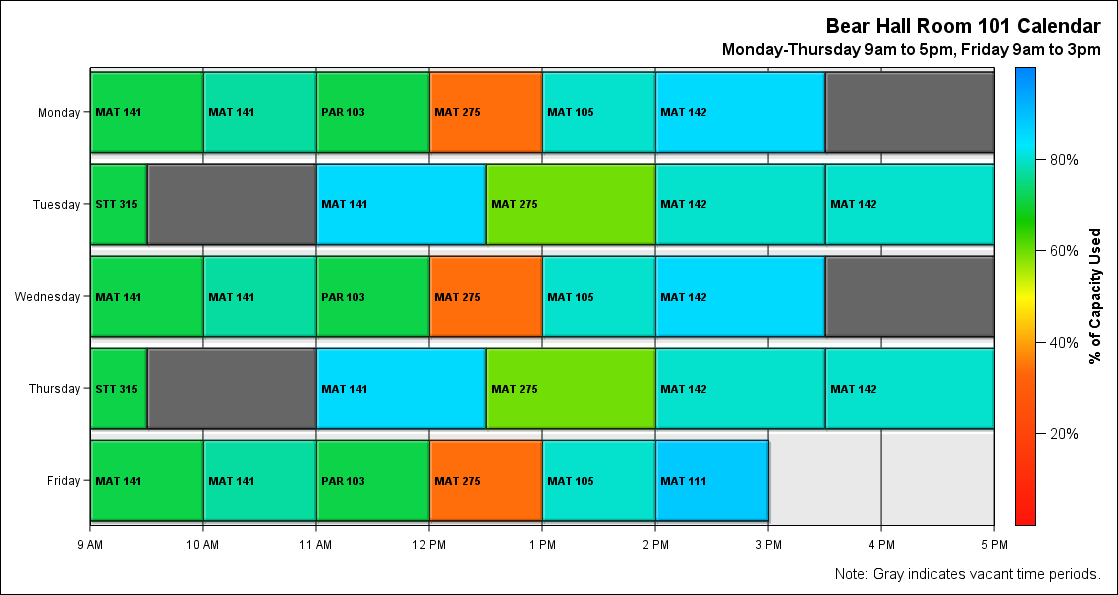 Bear Hall Room 101 Calendar
Monday-Thursday 9am to 5pm, Friday 9am to 3pm
Monday
MAT 141
MAT 141
PAR 103
MAT 275
MAT 105
MAT 142
Tuesday
STT 315
MAT 141
MAT 275
MAT 142
MAT 142
Wednesday
MAT 141
MAT 141
PAR 103
MAT 275
MAT 105
MAT 142
Thursday
STT 315
MAT 141
MAT 275
MAT 142
MAT 142
Friday
MAT 141
MAT 141
PAR 103
MAT 275
MAT 105
MAT 111
9 AM
10 AM
11 AM
12 PM
1 PM
2 PM
3 PM
4 PM
5 PM
80%
60%
40%
20%
% of Capacity Used
Note: Gray indicates vacant time periods.